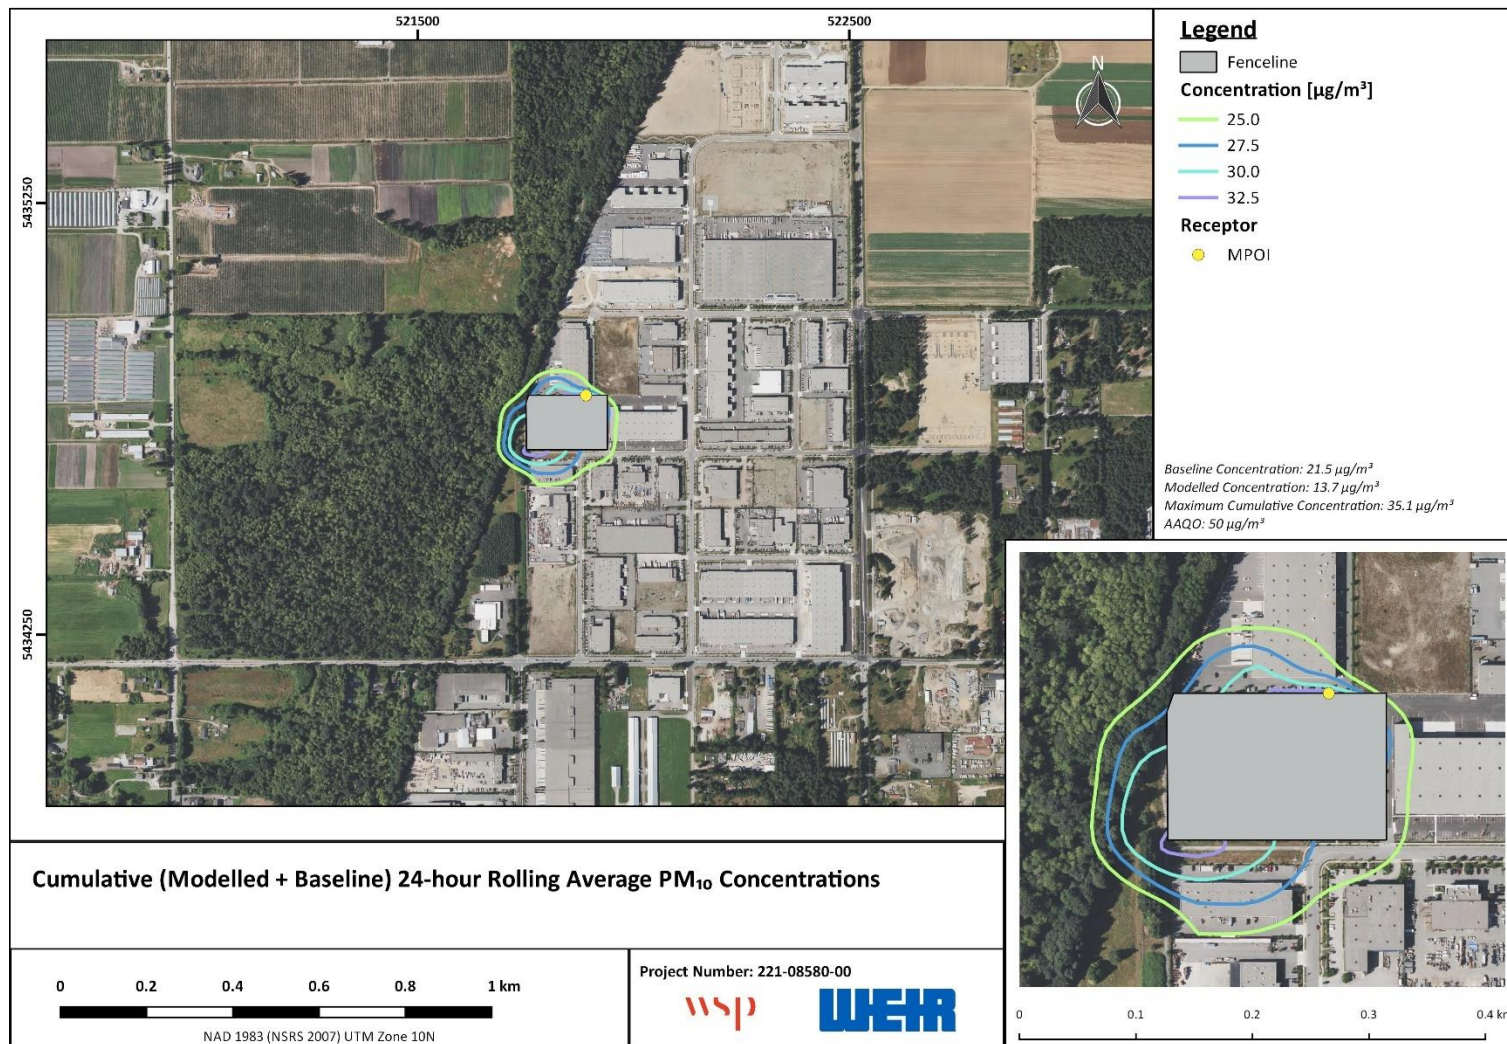 521500
522500
5435250
5434250
N
Legend
Fenceline
Concentration [µg/m³]
25.0
27.5
30.0
32.5
Receptor
MPOI
Baseline Concentration: 21.5 µg/m³
Modelled Concentration: 13.7 µg/m³
Maximum Cumulative Concentration: 35.1 µg/m³
AAQO: 50 µg/m³
Cumulative (Modelled + Baseline) 24-hour Rolling Average PM₁₀ Concentrations
0 0.2 0.4 0.6 0.8 1 km
NAD 1983 (NSRS 2007) UTM Zone 10N
Project Number: 221-08580-00
wsp WEIR
0 0.1 0.2 0.3 0.4 km